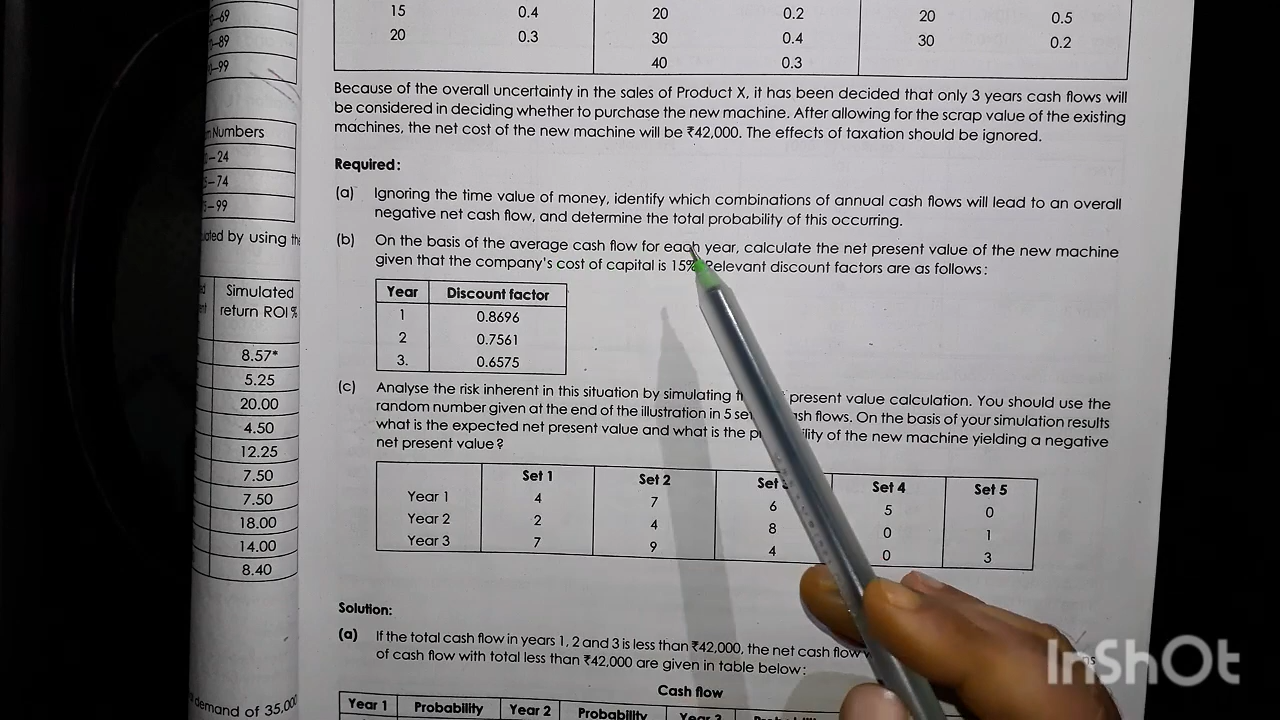 0-69
15 0.4 20 0.2 20 0.5
-89
20 0.3 30 0.4 30 0.2
-99
40 0.3
Because of the overall uncertainty in the sales of Product X, it has been decided that only 3 years cash flows will
be considered in deciding whether to purchase the new machine. After allowing for the scrap value of the existing
machines, the net cost of the new machine will be ₹42,000. The effects of taxation should be ignored.
Numbers
-24
-74
-99
Required:
(a) Ignoring the time value of money, identify which combinations of annual cash flows will lead to an overall
negative net cash flow, and determine the total probability of this occurring.
by using the
(b) On the basis of the average cash flow for each year, calculate the net present value of the new machine
given that the company's cost of capital is 15% Relevant discount factors are as follows:
Simulated
return ROI %
8.57*
5.25
20.00
4.50
12.25
7.50
7.50
18.00
14.00
8.40
Year Discount factor
1 0.8696
2 0.7561
3. 0.6575
(c) Analyse the risk inherent in this situation by simulating present value calculation. You should use the
random number given at the end of the illustration in 5 flows. On the basis of your simulation results
what is the expected net present value and what is the of the new machine yielding a negative
net present value?
Set 1 Set 2 Set Set 4 Set 5
Year 1 4 7 6 5 0
Year 2 2 4 8 0 1
Year 3 7 9 4 0 3
Solution:
(a) If the total cash flow in years 1, 2 and 3 is less than ₹42,000, the net cash flow
of cash flow with total less than ₹42,000 are given in table below:
Cash flow
demand of 35,000
Year 1 Probability Year 2 Probability Year 3
InShOt